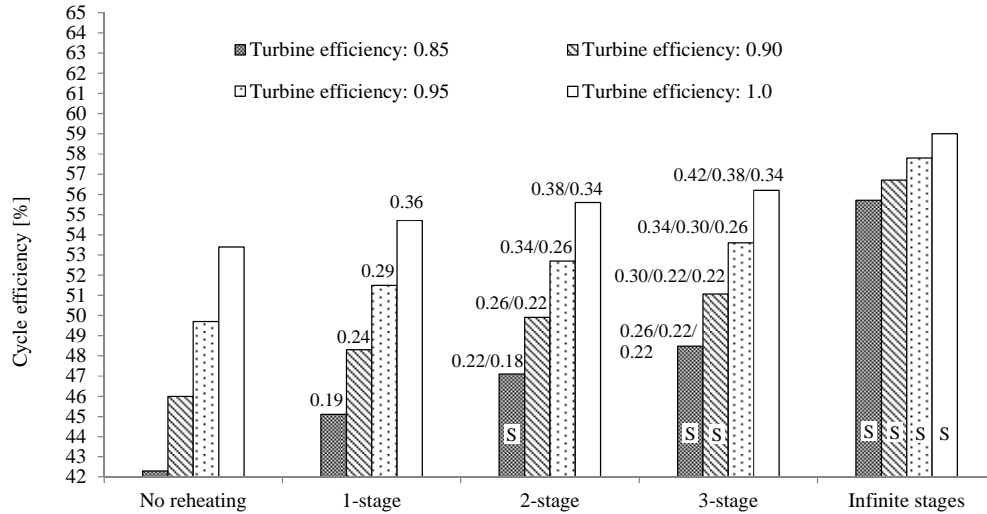 65
64
63
62
61
60
59
58
57
56
55
54
53
52
51
50
49
48
47
46
45
44
43
42
Cycle efficiency [%]
Turbine efficiency: 0.85
Turbine efficiency: 0.90
Turbine efficiency: 0.95
Turbine efficiency: 1.0
0.19
0.24
0.29
0.36
0.22/0.18
0.26/0.22
0.34/0.26
0.38/0.34
0.26/0.22/
0.22
0.30/0.22/0.22
0.34/0.30/0.26
0.42/0.38/0.34
S
S
S
S
S
S
S
No reheating
1-stage
2-stage
3-stage
Infinite stages